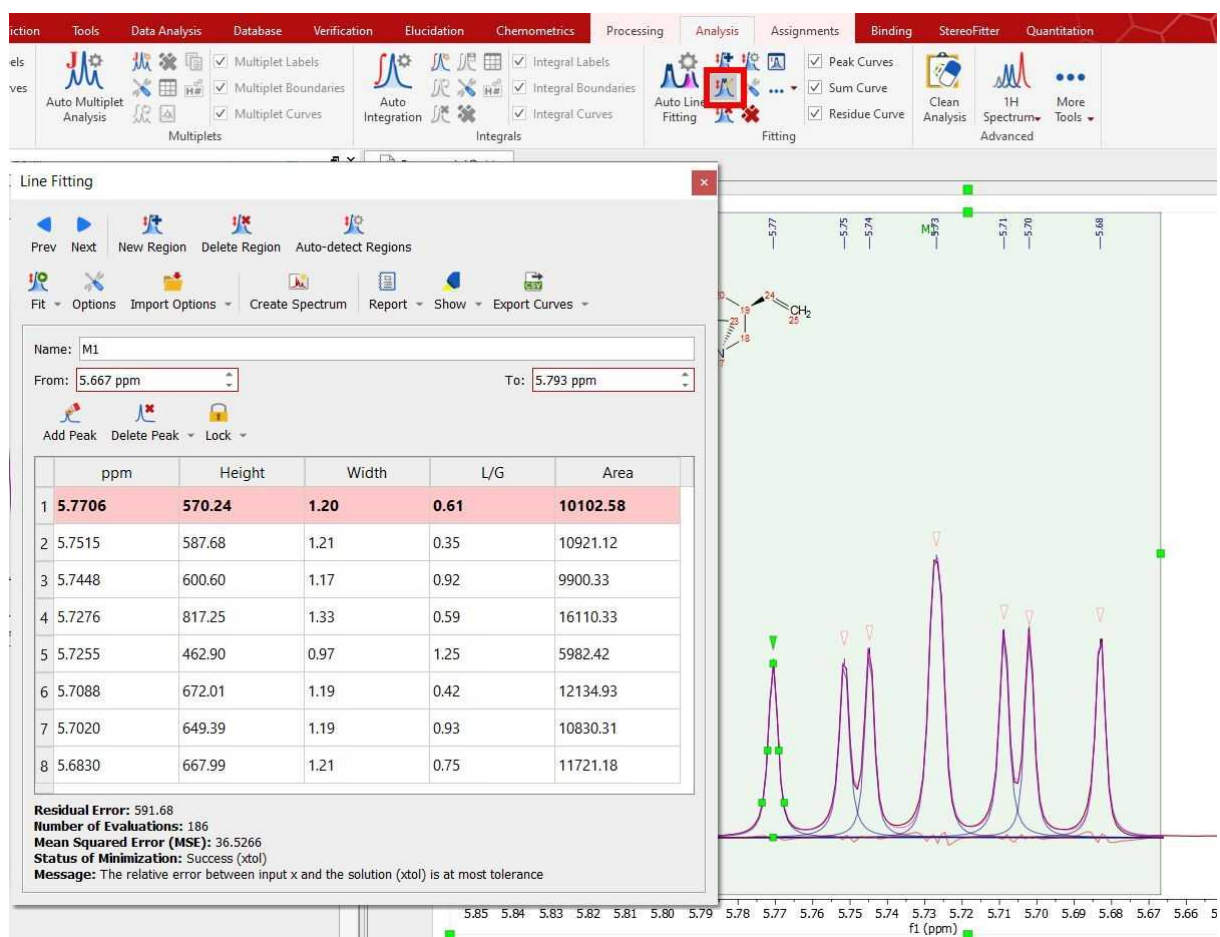 Tools Data Analysis Database Verification Elucidation Chemometrics Processing Analysis Assignments Binding StereoFitter Quantitation
Auto Multiplet Analysis
H#
Multiplet Labels
Multiplet Boundaries
Multiplet Curves
Multiplets
Auto Integration
H#
Integral Labels
Integral Boundaries
Integral Curves
Integrals
Auto Line Fitting
Peak Curves
Sum Curve
Residue Curve
Fitting
Clean Analysis
1H Spectrum
More Tools
Advanced
Line Fitting
Prev Next New Region Delete Region Auto-detect Regions
Fit Options Import Options Create Spectrum Report Show Export Curves
Name: M1
From: 5.667 ppm To: 5.793 ppm
Add Peak Delete Peak Lock
ppm Height Width L/G Area
1 5.7706 570.24 1.20 0.61 10102.58
2 5.7515 587.68 1.21 0.35 10921.12
3 5.7448 600.60 1.17 0.92 9900.33
4 5.7276 817.25 1.33 0.59 16110.33
5 5.7255 462.90 0.97 1.25 5982.42
6 5.7088 672.01 1.19 0.42 12134.93
7 5.7020 649.39 1.19 0.93 10830.31
8 5.6830 667.99 1.21 0.75 11721.18
Residual Error: 591.68
Number of Evaluations: 186
Mean Squared Error (MSE): 36.5266
Status of Minimization: Success (xtol)
Message: The relative error between input x and the solution (xtol) is at most tolerance
5.77 5.75 5.74 5.73 5.71 5.70 5.68
24
19 CH2
23 25
18
N
5.85 5.84 5.83 5.82 5.81 5.80 5.79 5.78 5.77 5.76 5.75 5.74 5.73 5.72 5.71 5.70 5.69 5.68 5.67 5.66
f1 (ppm)